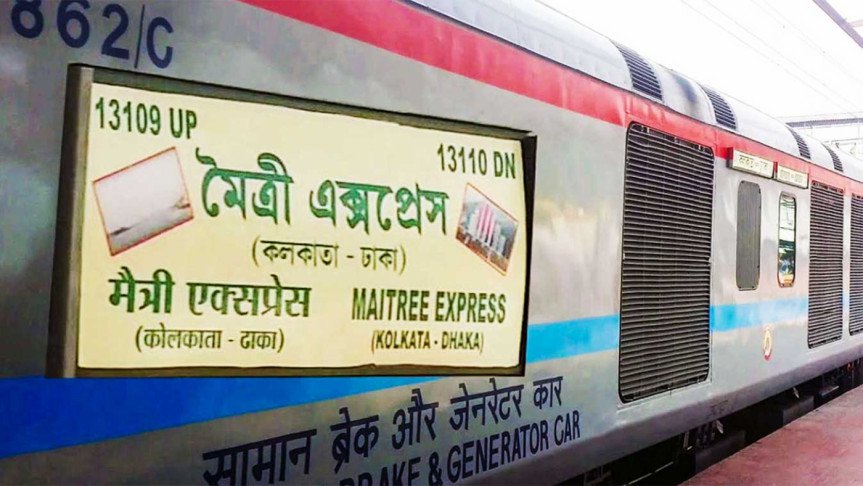 862/C
13109 UP
13110 DN
মৈত্রী এক্সপ্রেস
(কলকাতা - ঢাকা)
मैत्री एक्सप्रेस MAITREE EXPRESS
(कोलकाता - ढाका) (KOLKATA - DHAKA)
सामान ब्रेक और जेनरेटर कार
BRAKE & GENERATOR CAR